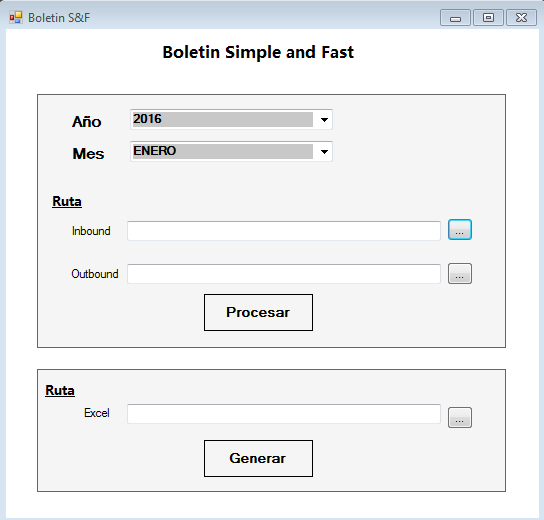 Boletin S&F
Boletin Simple and Fast
Año 2016
Mes ENERO
Ruta
Inbound ...
Outbound ...
Procesar
Ruta
Excel ...
Generar